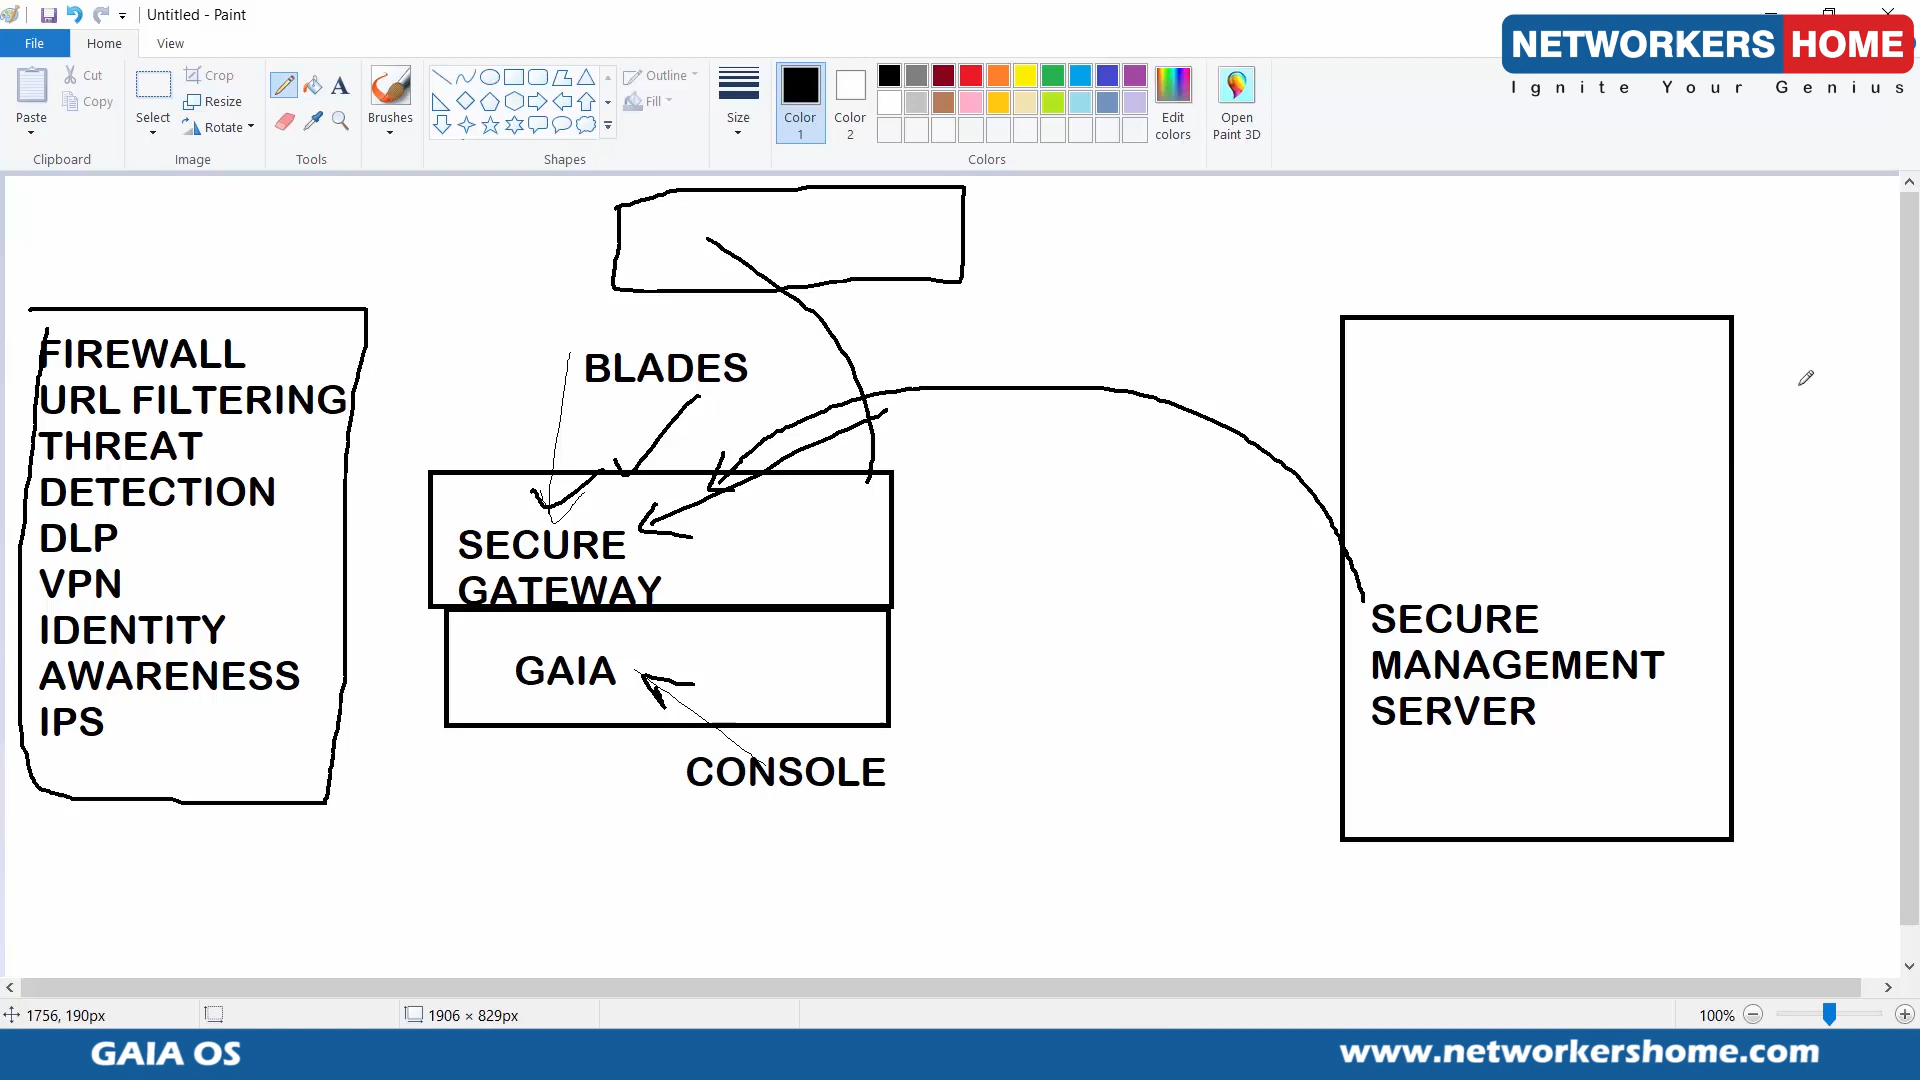 Untitled - Paint
File
Home
View
NETWORKERS HOME
Ignite Your Genius
Paste
Cut
Copy
Clipboard
Select
Crop
Resize
Rotate
Image
A
Tools
Brushes
Outline
Fill
Shapes
Size
Color
1
Color
2
Edit
colors
Colors
Open
Paint 3D
FIREWALL
URL FILTERING
THREAT
DETECTION
DLP
VPN
IDENTITY
AWARENESS
IPS
BLADES
SECURE
GATEWAY
GAIA
CONSOLE
SECURE
MANAGEMENT
SERVER
1756, 190px
1906 × 829px
100%
GAIA OS
www.networkershome.com